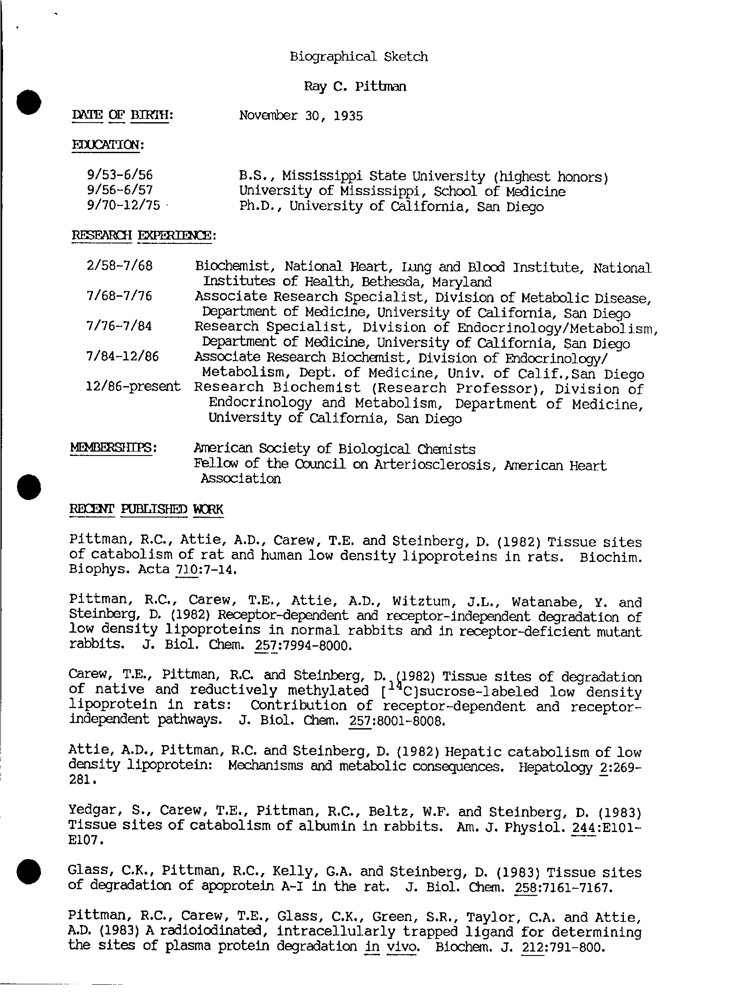 Biographical Sketch
Ray C. Pittman
DATE OF BIRTH: November 30, 1935
EDUCATION:
9/53-6/56 B.S., Mississippi State University (highest honors)
9/56-6/57 University of Mississippi, School of Medicine
9/70-12/75 Ph.D., University of California, San Diego
RESEARCH EXPERIENCE:
2/58-7/68 Biochemist, National Heart, Lung and Blood Institute, National
Institutes of Health, Bethesda, Maryland
7/68-7/76 Associate Research Specialist, Division of Metabolic Disease,
Department of Medicine, University of California, San Diego
7/76-7/84 Research Specialist, Division of Endocrinology/Metabolism,
Department of Medicine, University of California, San Diego
7/84-12/86 Associate Research Biochemist, Division of Endocrinology/
Metabolism, Dept. of Medicine, Univ. of Calif.,San Diego
12/86-present Research Biochemist (Research Professor), Division of
Endocrinology and Metabolism, Department of Medicine,
University of California, San Diego
MEMBERSHIPS: American Society of Biological Chemists
Fellow of the Council on Arteriosclerosis, American Heart
Association
RECENT PUBLISHED WORK
Pittman, R.C., Attie, A.D., Carew, T.E. and Steinberg, D. (1982) Tissue sites
of catabolism of rat and human low density lipoproteins in rats. Biochim.
Biophys. Acta 710:7-14.
Pittman, R.C., Carew, T.E., Attie, A.D., Witztum, J.L., Watanabe, Y. and
Steinberg, D. (1982) Receptor-dependent and receptor-independent degradation of
low density lipoproteins in normal rabbits and in receptor-deficient mutant
rabbits. J. Biol. Chem. 257:7994-8000.
Carew, T.E., Pittman, R.C. and Steinberg, D. (1982) Tissue sites of degradation
of native and reductively methylated [14C]sucrose-labeled low density
lipoprotein in rats: Contribution of receptor-dependent and receptor-
independent pathways. J. Biol. Chem. 257:8001-8008.
Attie, A.D., Pittman, R.C. and Steinberg, D. (1982) Hepatic catabolism of low
density lipoprotein: Mechanisms and metabolic consequences. Hepatology 2:269-
281.
Yedgar, S., Carew, T.E., Pittman, R.C., Beltz, W.F. and Steinberg, D. (1983)
Tissue sites of catabolism of albumin in rabbits. Am. J. Physiol. 244:E101-
E107.
Glass, C.K., Pittman, R.C., Kelly, G.A. and Steinberg, D. (1983) Tissue sites
of degradation of apoprotein A-I in the rat. J. Biol. Chem. 258:7161-7167.
Pittman, R.C., Carew, T.E., Glass, C.K., Green, S.R., Taylor, C.A. and Attie,
A.D. (1983) A radioiodinated, intracellularly trapped ligand for determining
the sites of plasma protein degradation in vivo. Biochem. J. 212:791-800.